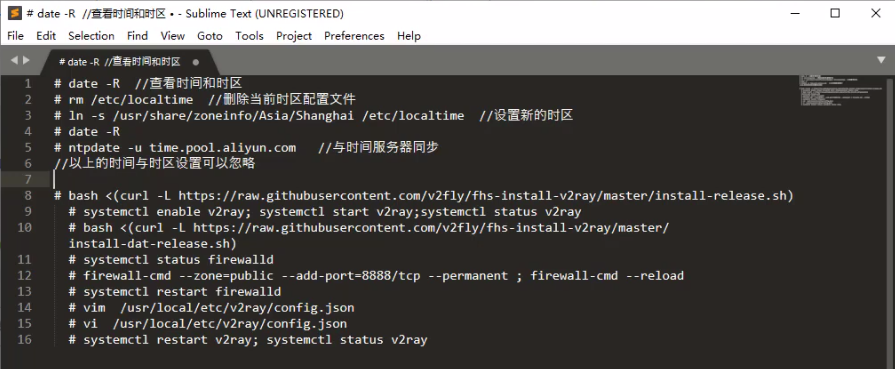 # date -R //查看时间和时区 • - Sublime Text (UNREGISTERED)
File Edit Selection Find View Goto Tools Project Preferences Help
# date -R //查看时间和时区
1 # date -R //查看时间和时区
2 # rm /etc/localtime //删除当前时区配置文件
3 # ln -s /usr/share/zoneinfo/Asia/Shanghai /etc/localtime //设置新的时区
4 # date -R
5 # ntpdate -u time.pool.aliyun.com //与时间服务器同步
6 //以上的时间与时区设置可以忽略
7
8 # bash <(curl -L https://raw.githubusercontent.com/v2fly/fhs-install-v2ray/master/install-release.sh)
9 # systemctl enable v2ray; systemctl start v2ray;systemctl status v2ray
10 # bash <(curl -L https://raw.githubusercontent.com/v2fly/fhs-install-v2ray/master/
install-dat-release.sh)
11 # systemctl status firewalld
12 # firewall-cmd --zone=public --add-port=8888/tcp --permanent ; firewall-cmd --reload
13 # systemctl restart firewalld
14 # vim /usr/local/etc/v2ray/config.json
15 # vi /usr/local/etc/v2ray/config.json
16 # systemctl restart v2ray; systemctl status v2ray